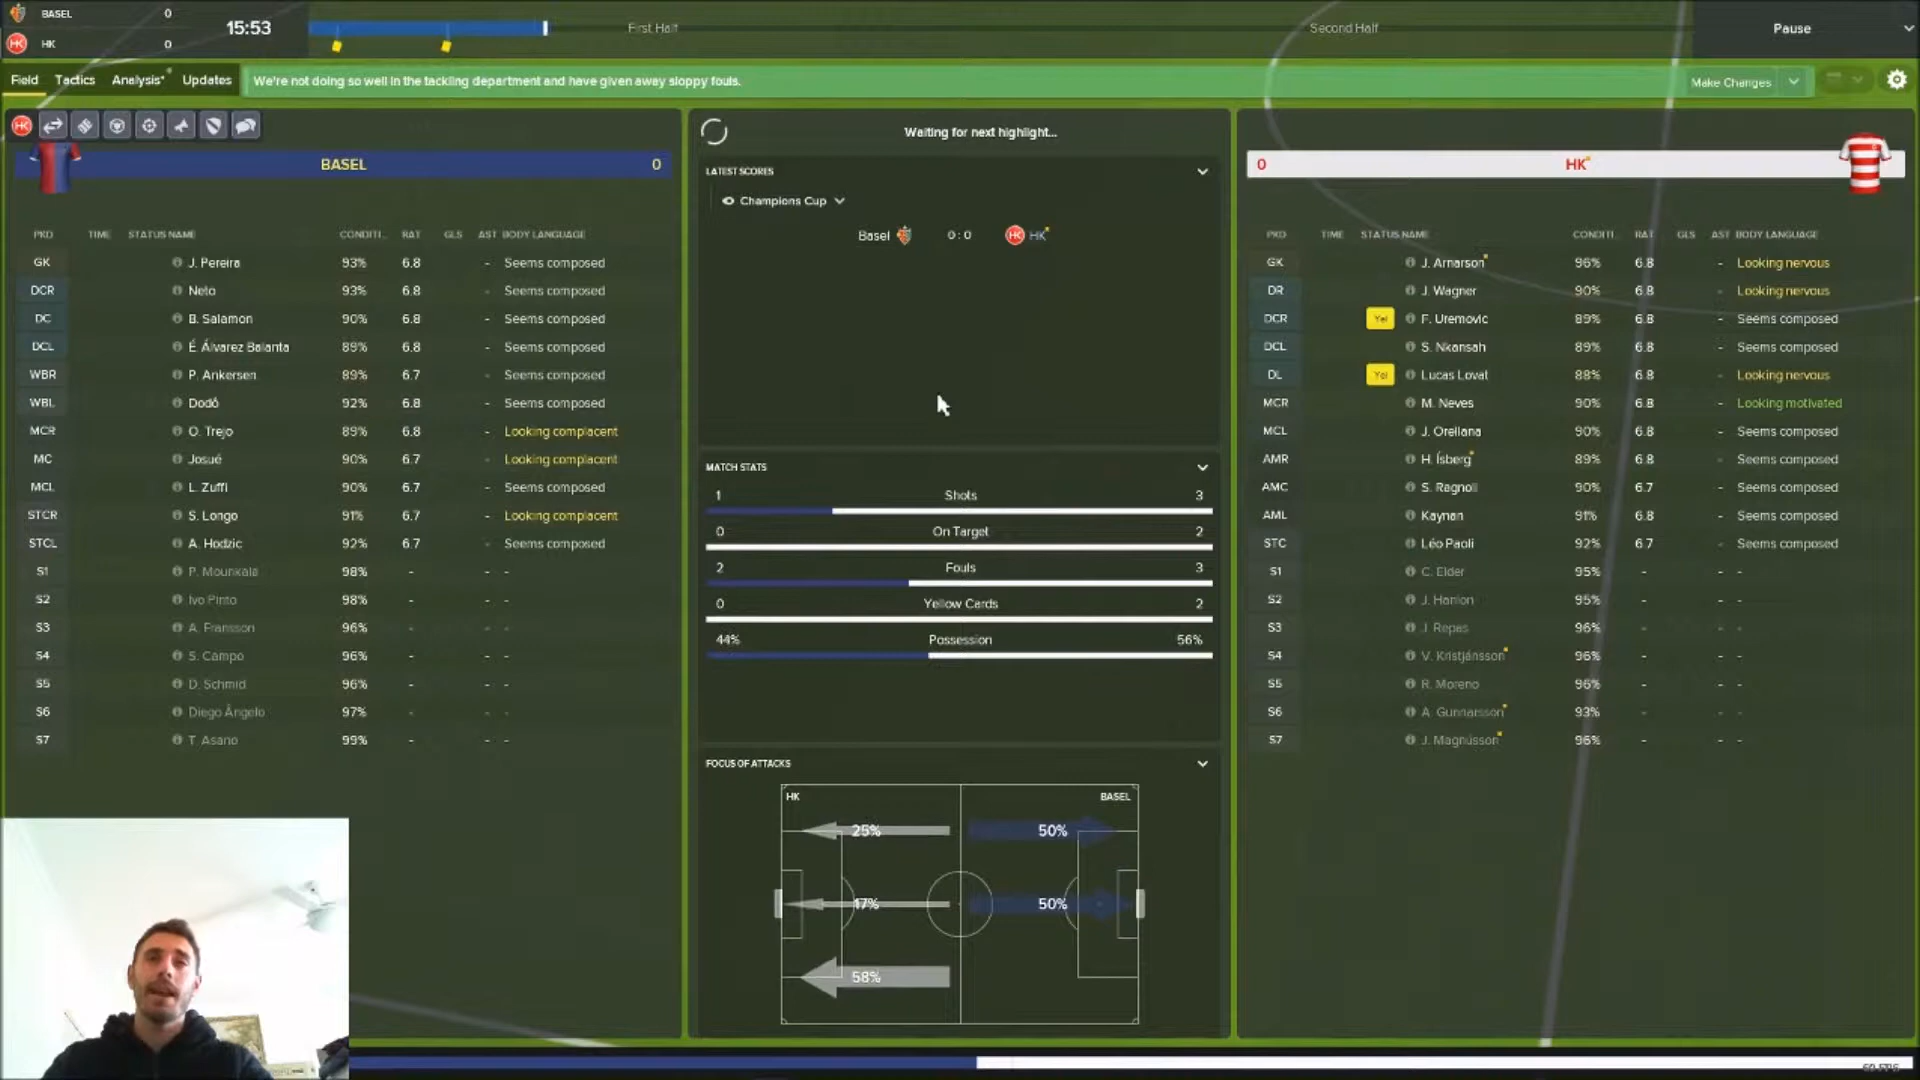 BASEL 0
HK 0
15:53
First Half
Second Half
Pause
Field Tactics Analysis* Updates
We're not doing so well in the tackling department and have given away sloppy fouls.
Make Changes
BASEL 0
PKD TIME STATUS NAME CONDITI... RAT GLS AST BODY LANGUAGE
GK J. Pereira 93% 6.8 - Seems composed
DCR Neto 93% 6.8 - Seems composed
DC B. Salamon 90% 6.8 - Seems composed
DCL É. Álvarez Balanta 89% 6.8 - Seems composed
WBR P. Ankersen 89% 6.7 - Seems composed
WBL Dodô 92% 6.8 - Seems composed
MCR O. Trejo 89% 6.8 - Looking complacent
MC Josué 90% 6.7 - Looking complacent
MCL L. Zuffi 90% 6.7 - Seems composed
STCR S. Longo 91% 6.7 - Looking complacent
STCL A. Hodzic 92% 6.7 - Seems composed
S1 P. Mounkala 98% - - -
S2 Ivo Pinto 98% - - -
S3 A. Fransson 96% - - -
S4 S. Campo 96% - - -
S5 D. Schmid 96% - - -
S6 Diego Ângelo 97% - - -
S7 T. Asano 99% - - -
Waiting for next highlight...
LATEST SCORES
Champions Cup
Basel 0 : 0 HK HK
MATCH STATS
1 Shots 3
0 On Target 2
2 Fouls 3
0 Yellow Cards 2
44% Possession 56%
FOCUS OF ATTACKS
HK BASEL
25% 50%
17% 50%
58%
0 HK
PKD TIME STATUS NAME CONDITI... RAT GLS AST BODY LANGUAGE
GK J. Arnarson 96% 6.8 - Looking nervous
DR J. Wagner 90% 6.8 - Looking nervous
DCR Yel F. Uremovic 89% 6.8 - Seems composed
DCL S. Nkansah 89% 6.8 - Seems composed
DL Yel Lucas Lovat 88% 6.8 - Looking nervous
MCR M. Neves 90% 6.8 - Looking motivated
MCL J. Orellana 90% 6.8 - Seems composed
AMR H. Ísberg 89% 6.8 - Seems composed
AMC S. Ragnoli 90% 6.7 - Seems composed
AML Kaynan 91% 6.8 - Seems composed
STC Léo Paoli 92% 6.7 - Seems composed
S1 C. Elder 95% - - -
S2 J. Hanlon 95% - - -
S3 J. Repas 96% - - -
S4 V. Kristjánsson 96% - - -
S5 R. Moreno 96% - - -
S6 A. Gunnarsson 93% - - -
S7 J. Magnússon 96% - - -
60 FPS